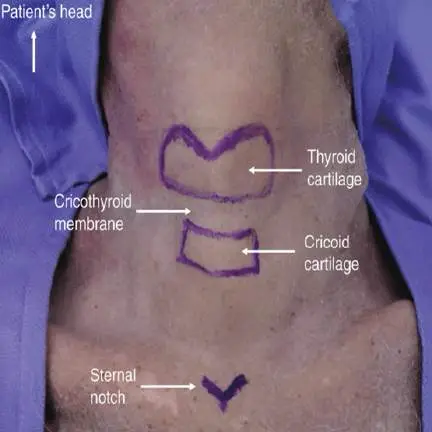 Patient's head
Thyroid
cartilage
Cricothyroid
membrane
Cricoid
cartilage
Sternal
notch